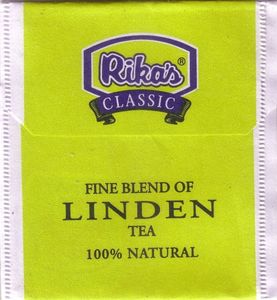 Rika's®
CLASSIC
FINE BLEND OF
LINDEN
TEA
100% NATURAL